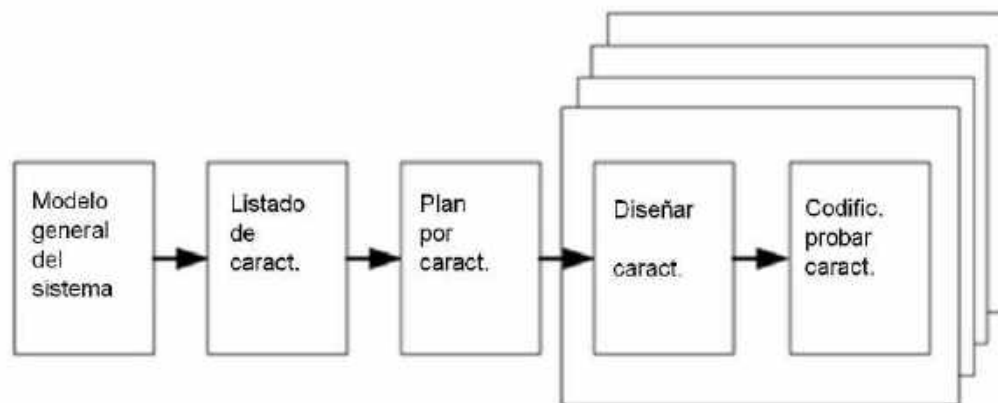 Modelo
general
del
sistema
Listado
de
caract.
Plan
por
caract.
Diseñar
caract.
Codific.
probar
caract.